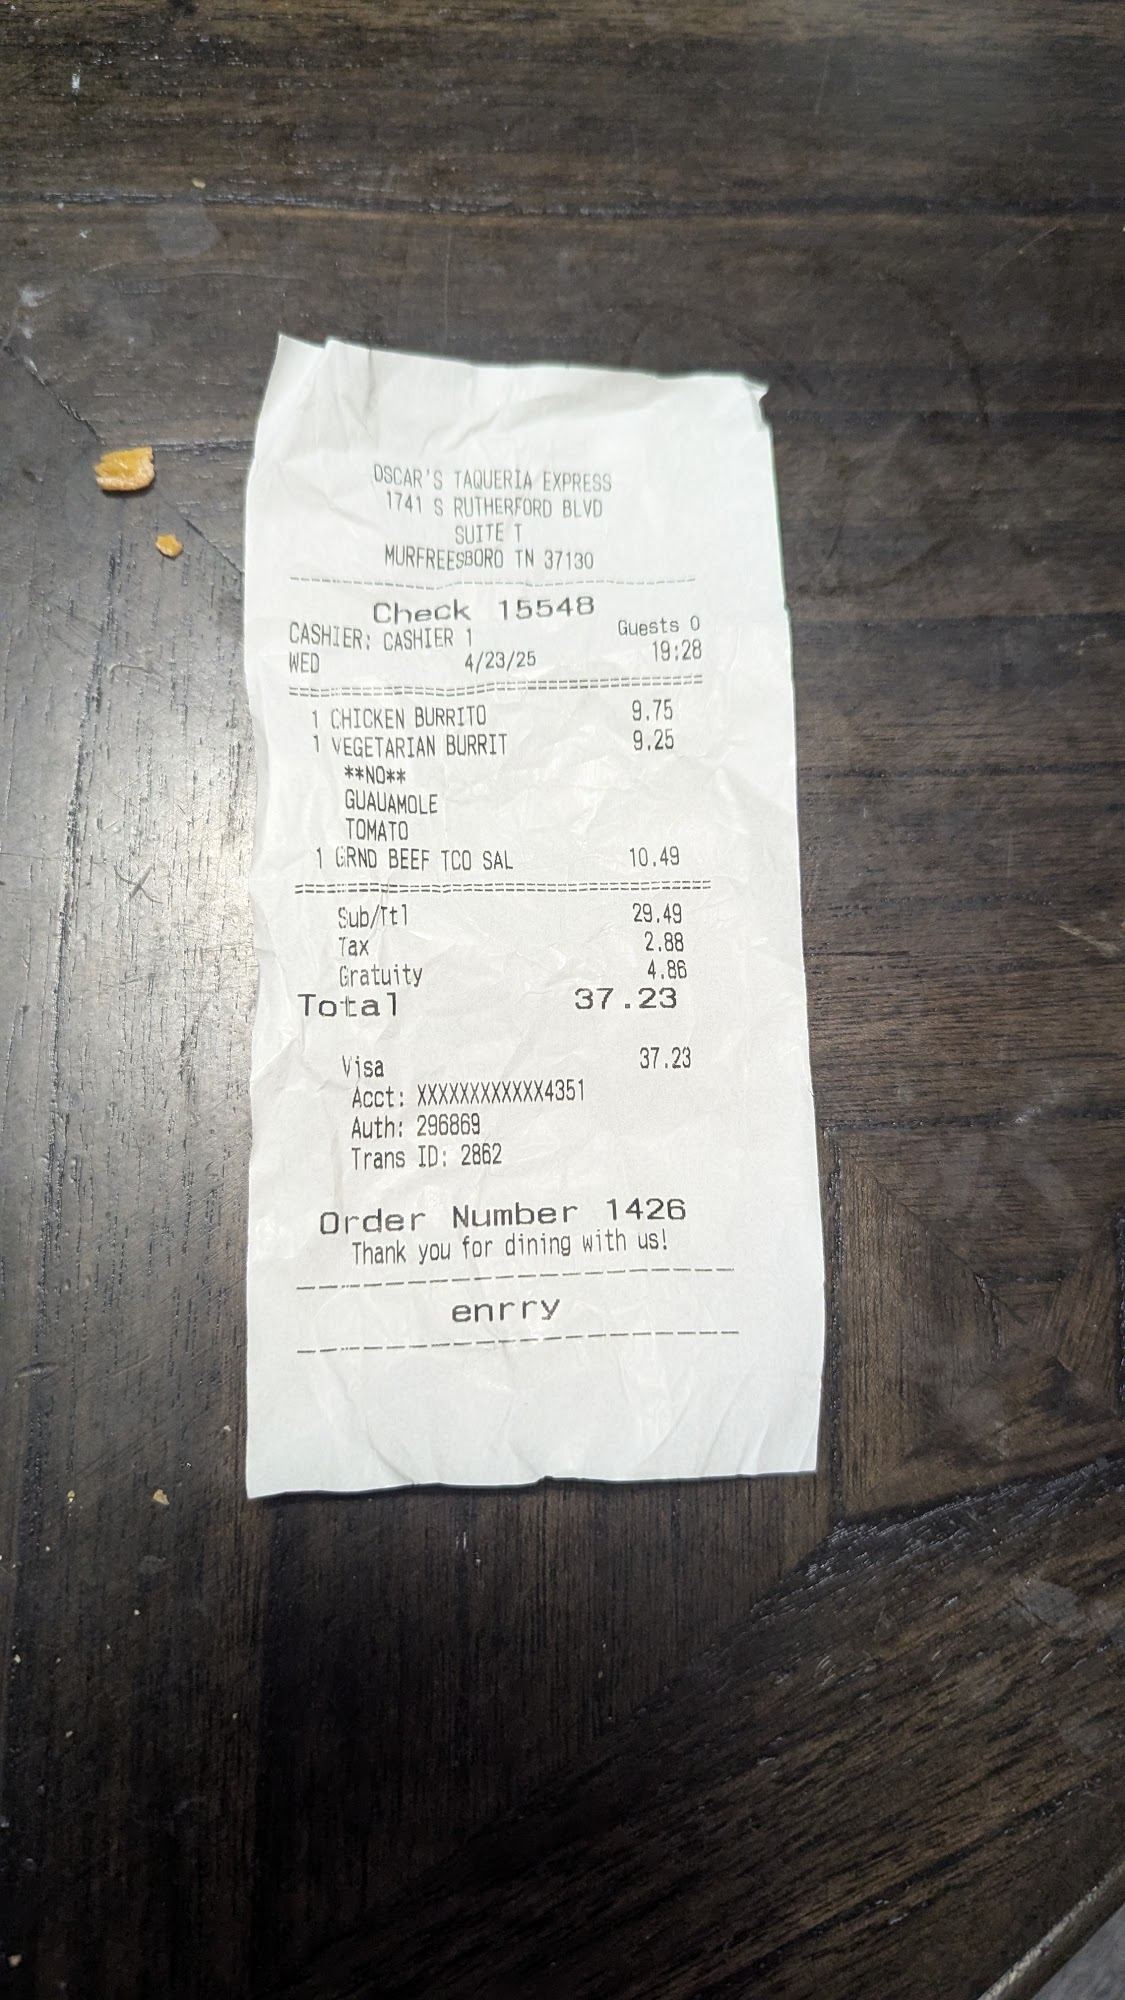 OSCAR'S TAQUERIA EXPRESS
1741 S RUTHERFORD BLVD
SUITE T
MURFREESBORO TN 37130
Check 15548
CASHIER: CASHIER 1 Guests 0
WED 4/23/25 19:28
1 CHICKEN BURRITO 9.75
1 VEGETARIAN BURRIT 9.25
**NO**
GUAUAMOLE
TOMATO
1 GRND BEEF TCO SAL 10.49
Sub/Ttl 29.49
Tax 2.88
Gratuity 4.86
Total 37.23
Visa 37.23
Acct: XXXXXXXXXXXX4351
Auth: 296869
Trans ID: 2862
Order Number 1426
Thank you for dining with us!
enrry